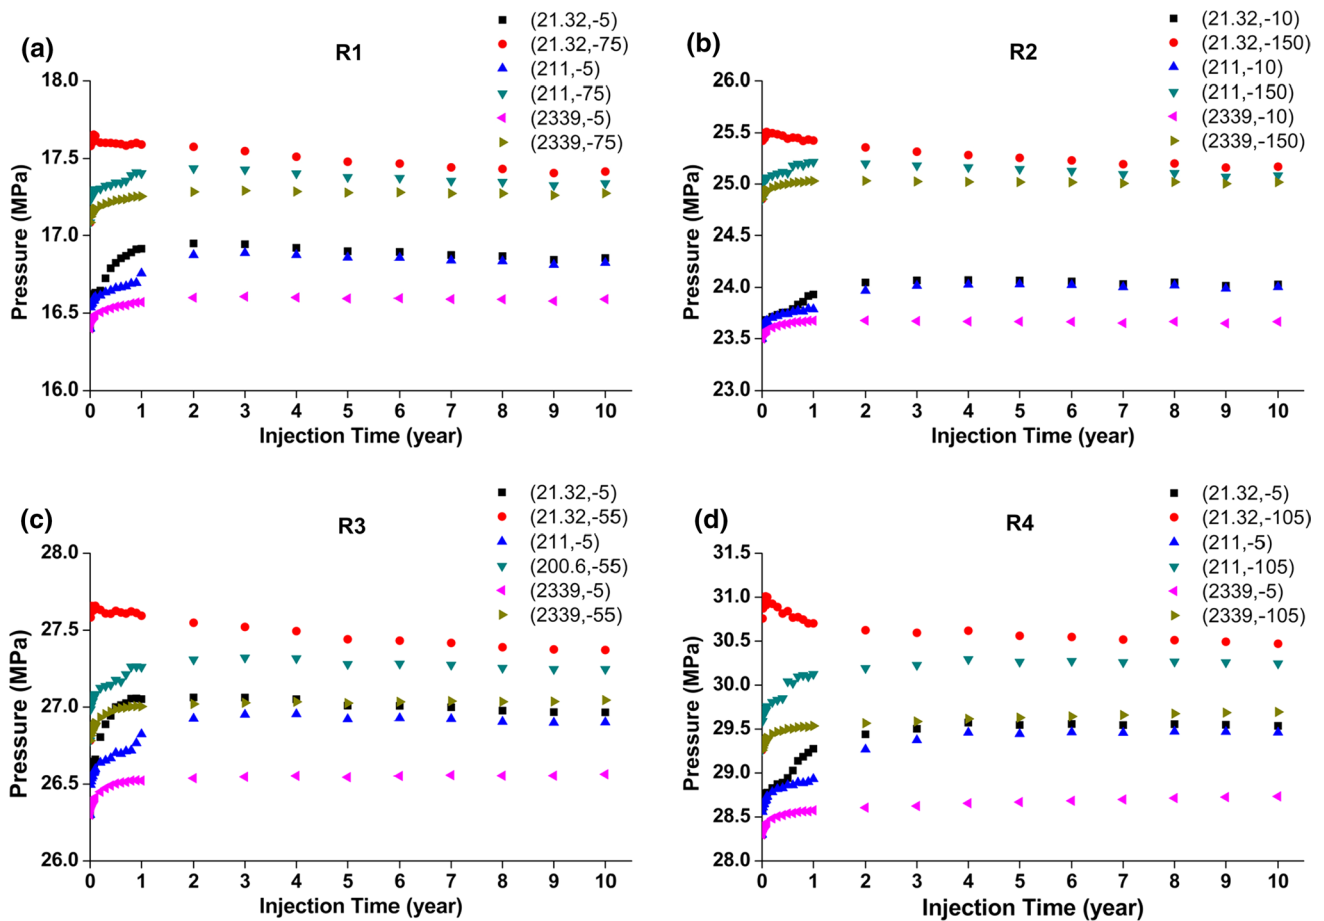 (a)
R1
(21.32,-5)
(21.32,-75)
(211,-5)
(211,-75)
(2339,-5)
(2339,-75)
Pressure (MPa)
18.0
17.5
17.0
16.5
16.0
0 1 2 3 4 5 6 7 8 9 10
Injection Time (year)
(b)
R2
(21.32,-10)
(21.32,-150)
(211,-10)
(211,-150)
(2339,-10)
(2339,-150)
Pressure (MPa)
26.0
25.5
25.0
24.5
24.0
23.5
23.0
0 1 2 3 4 5 6 7 8 9 10
Injection Time (year)
(c)
R3
(21.32,-5)
(21.32,-55)
(211,-5)
(200.6,-55)
(2339,-5)
(2339,-55)
Pressure (MPa)
28.0
27.5
27.0
26.5
26.0
0 1 2 3 4 5 6 7 8 9 10
Injection Time (year)
(d)
R4
(21.32,-5)
(21.32,-105)
(211,-5)
(211,-105)
(2339,-5)
(2339,-105)
Pressure (MPa)
31.5
31.0
30.5
30.0
29.5
29.0
28.5
28.0
0 1 2 3 4 5 6 7 8 9 10
Injection Time (year)